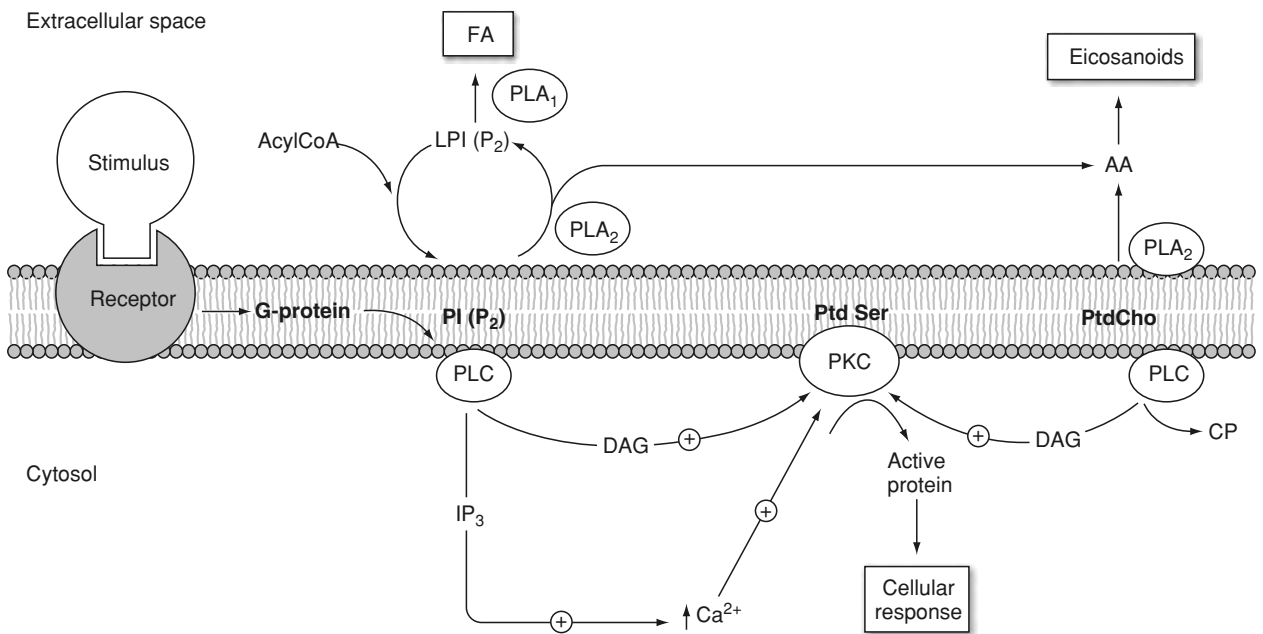 Extracellular space
FA
Eicosanoids
PLA1
AcylCoA
LPI (P2)
Stimulus
AA
PLA2
PLA2
Receptor
G-protein
PI (P2)
Ptd Ser
PtdCho
PLC
PKC
PLC
DAG
+
+
DAG
CP
Cytosol
Active
protein
IP3
+
Cellular
response
+
Ca2+